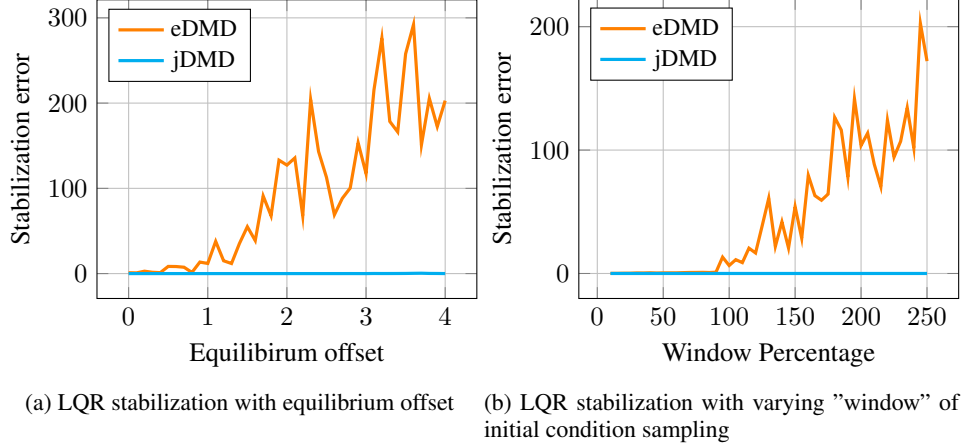 300
200
100
0
0
1
2
3
4
Stabilization error
Equilibirum offset
eDMD
jDMD
200
100
0
0
50
100
150
200
250
Stabilization error
Window Percentage
eDMD
jDMD
(a) LQR stabilization with equilibrium offset
(b) LQR stabilization with varying ”window” of
initial condition sampling